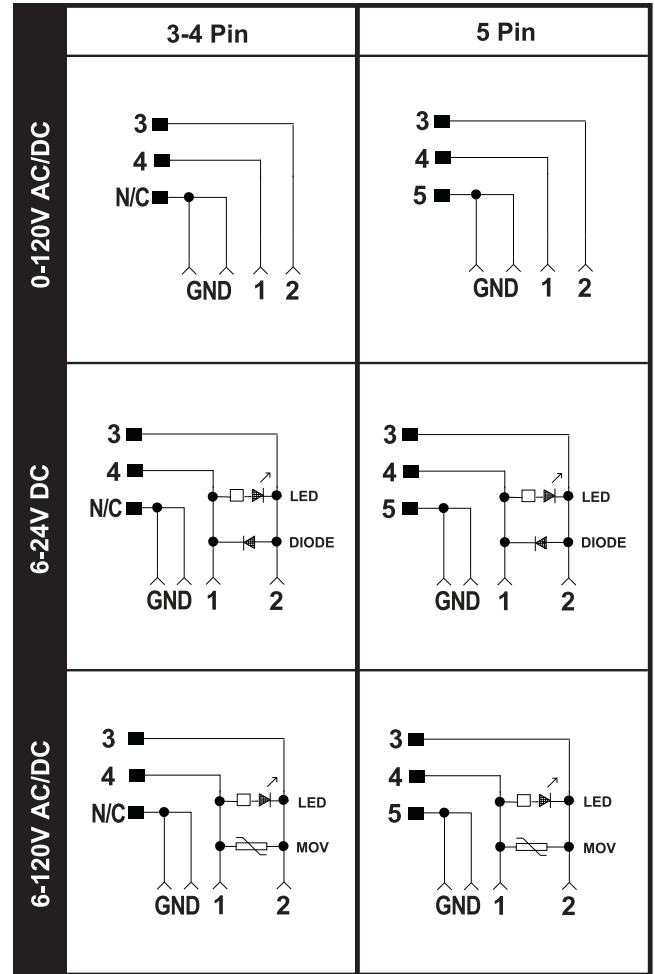 3-4 Pin 5 Pin
0-120V AC/DC
3
4
N/C
GND 1 2
3
4
5
GND 1 2
6-24V DC
3
4
N/C
LED
DIODE
GND 1 2
3
4
5
LED
DIODE
GND 1 2
6-120V AC/DC
3
4
N/C
LED
MOV
GND 1 2
3
4
5
LED
MOV
GND 1 2